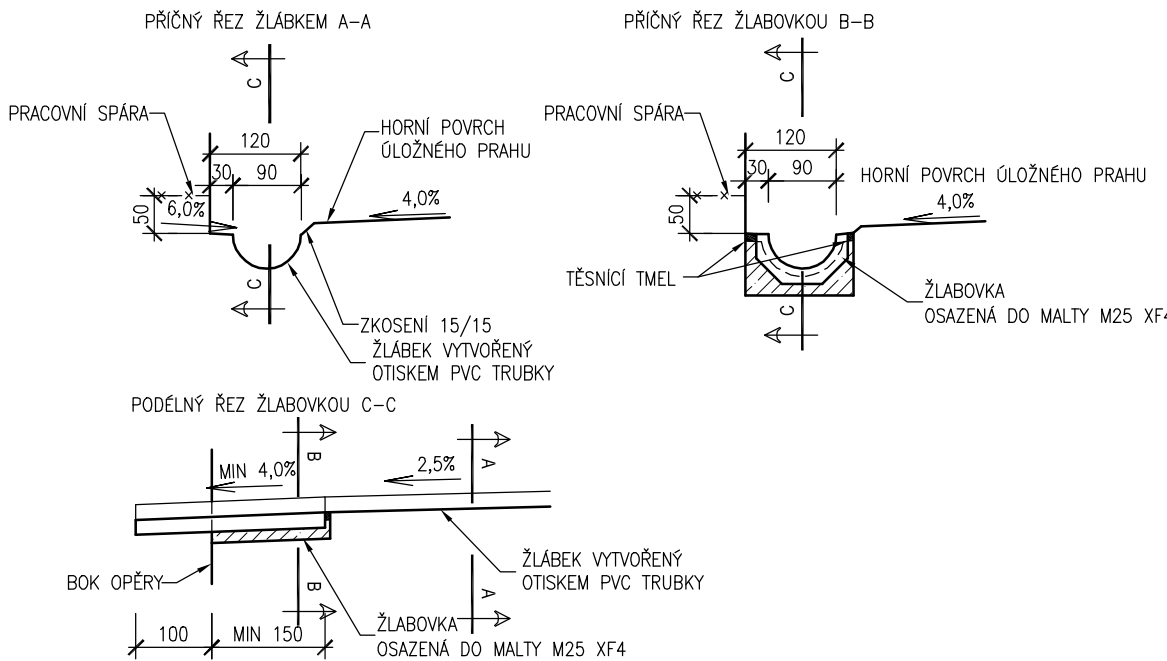 PŘÍČNÝ ŘEZ ŽLÁBKEM A-A
C
PRACOVNÍ SPÁRA
120
30
90
HORNÍ POVRCH
ÚLOŽNÉHO PRAHU
50
6,0%
4,0%
C
ZKOSENÍ 15/15
ŽLÁBEK VYTVOŘENÝ
OTISKEM PVC TRUBKY
PŘÍČNÝ ŘEZ ŽLABOVKOU B-B
C
PRACOVNÍ SPÁRA
120
30
90
HORNÍ POVRCH ÚLOŽNÉHO PRAHU
50
4,0%
TĚSNÍCÍ TMEL
C
ŽLABOVKA
OSAZENÁ DO MALTY M25 XF4
PODÉLNÝ ŘEZ ŽLABOVKOU C-C
B
A
MIN 4,0%
2,5%
BOK OPĚRY
B
A
ŽLÁBEK VYTVOŘENÝ
OTISKEM PVC TRUBKY
100
MIN 150
ŽLABOVKA
OSAZENÁ DO MALTY M25 XF4